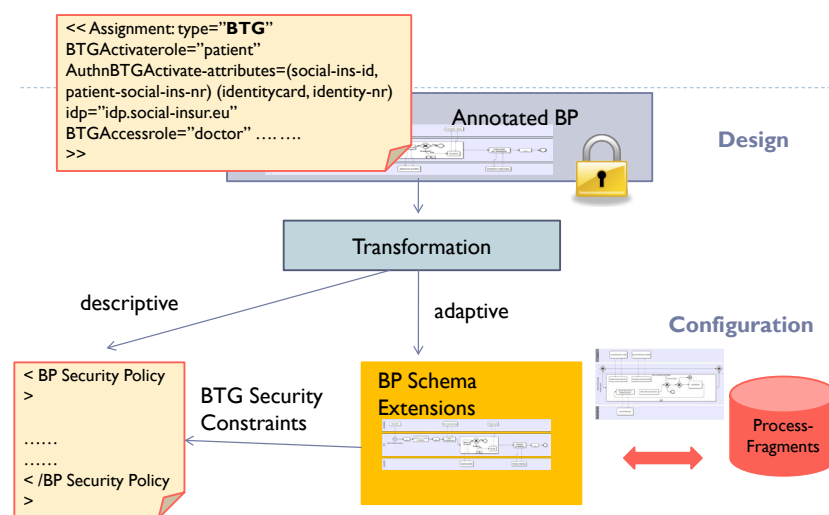 << Assignment: type=”BTG”
BTGActivaterole=”patient”
AuthnBTGActivate-attributes=(social-ins-id,
patient-social-ins-nr) (identitycard, identity-nr)
idp=”idp.social-insur.eu”
BTGAccessrole=”doctor” …. ….
>>
Annotated BP
Design
Transformation
descriptive
adaptive
Configuration
< BP Security Policy
>
……
……
< /BP Security Policy
>
BTG Security
Constraints
BP Schema
Extensions
Process-
Fragments